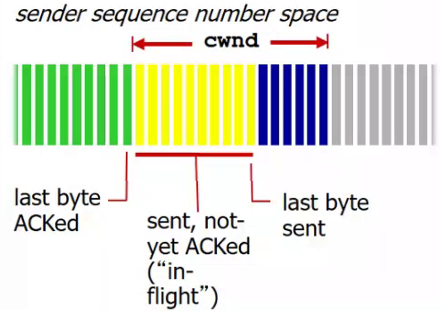 sender sequence number space
cwnd
last byte
ACKed
sent, not-
yet ACKed
("in-
flight")
last byte
sent